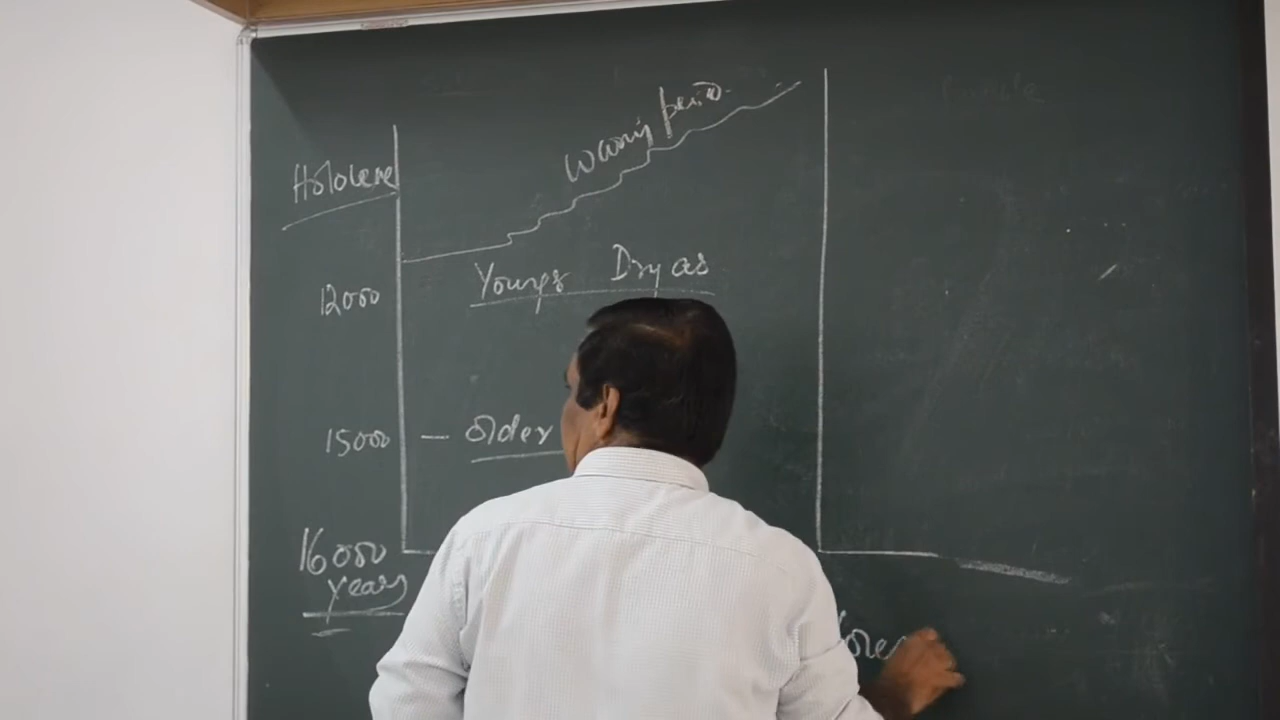 warming period
Holocene
Younger Dryas
12000
15000 — older
16000
years